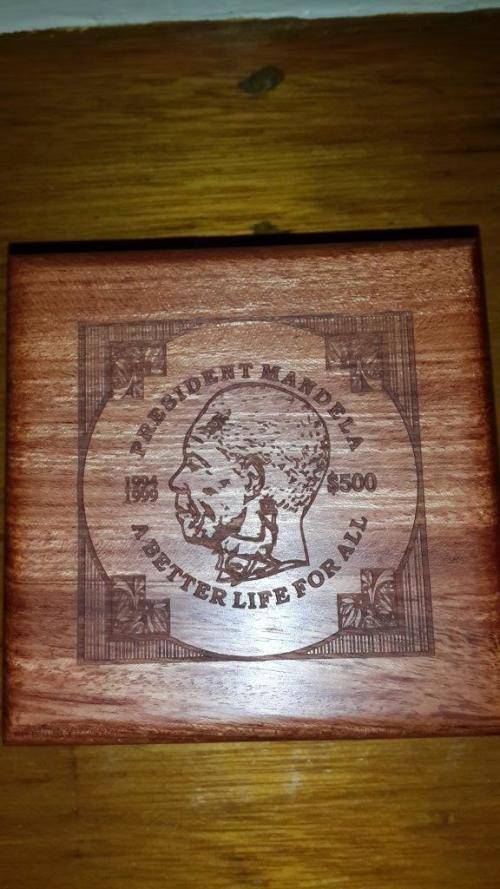 PRESIDENT MANDELA
1994
1999
$500
A BETTER LIFE FOR ALL